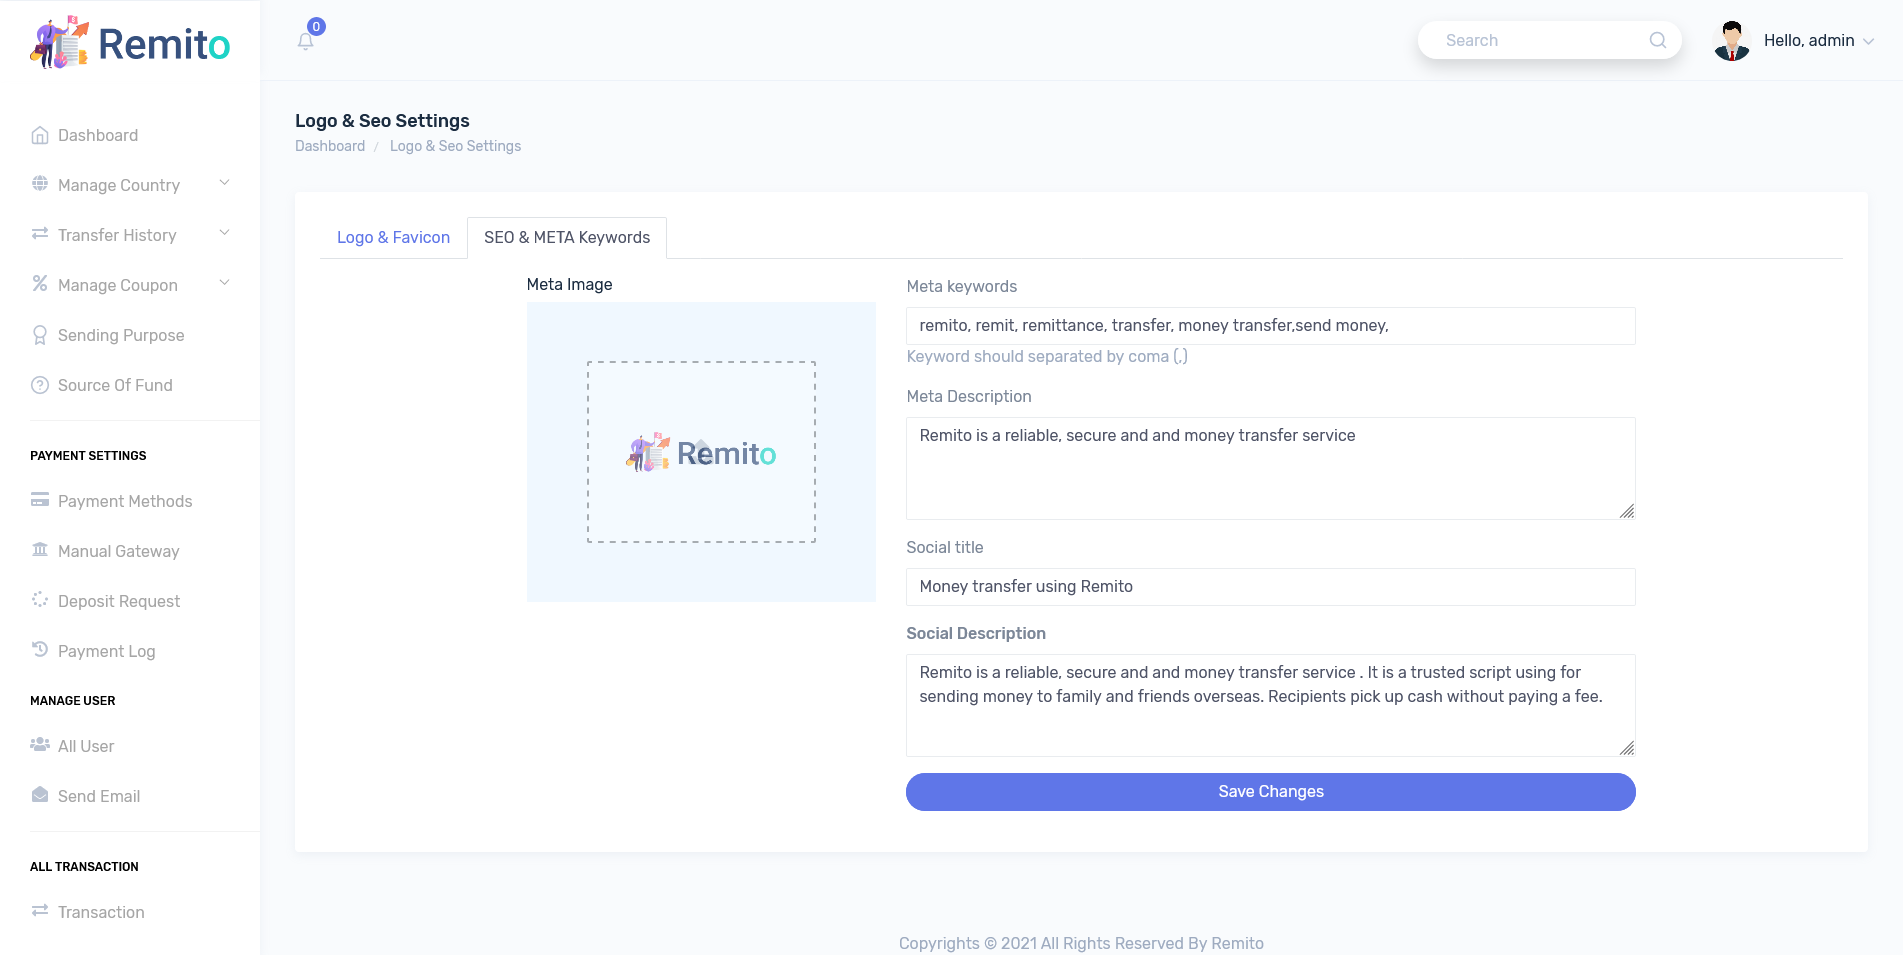 Remito
0
Search
Hello, admin
Dashboard
Manage Country
Transfer History
Manage Coupon
Sending Purpose
Source Of Fund
PAYMENT SETTINGS
Payment Methods
Manual Gateway
Deposit Request
Payment Log
MANAGE USER
All User
Send Email
ALL TRANSACTION
Transaction
Logo & Seo Settings
Dashboard / Logo & Seo Settings
Logo & Favicon
SEO & META Keywords
Meta Image
Remito
Meta keywords
remito, remit, remittance, transfer, money transfer,send money,
Keyword should separated by coma (,)
Meta Description
Remito is a reliable, secure and and money transfer service
Social title
Money transfer using Remito
Social Description
Remito is a reliable, secure and and money transfer service . It is a trusted script using for
sending money to family and friends overseas. Recipients pick up cash without paying a fee.
Save Changes
Copyrights © 2021 All Rights Reserved By Remito